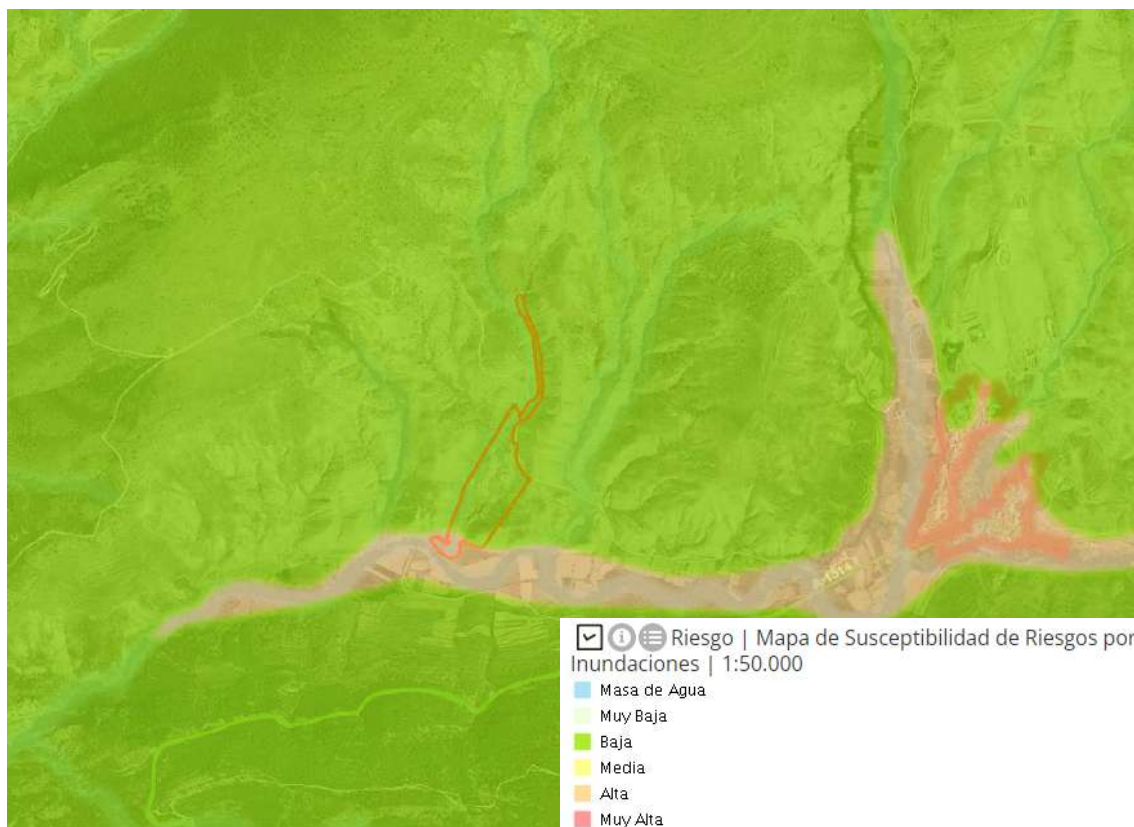 Riesgo | Mapa de Susceptibilidad de Riesgos por
Inundaciones | 1:50.000
Masa de Agua
Muy Baja
Baja
Media
Alta
Muy Alta